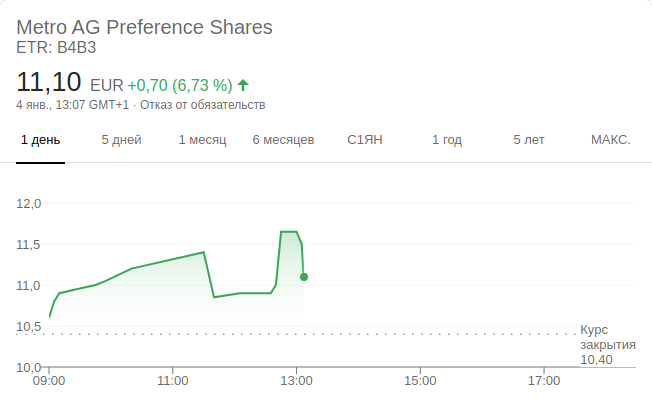 Metro AG Preference Shares
ETR: B4B3
11,10 EUR +0,70 (6,73 %)
4 янв., 13:07 GMT+1 · Отказ от обязательств
1 день 5 дней 1 месяц 6 месяцев С1ЯН 1 год 5 лет МАКС.
12,0
11,5
11,0
10,5
Курс
закрытия
10,40
10,0
09:00 11:00 13:00 15:00 17:00